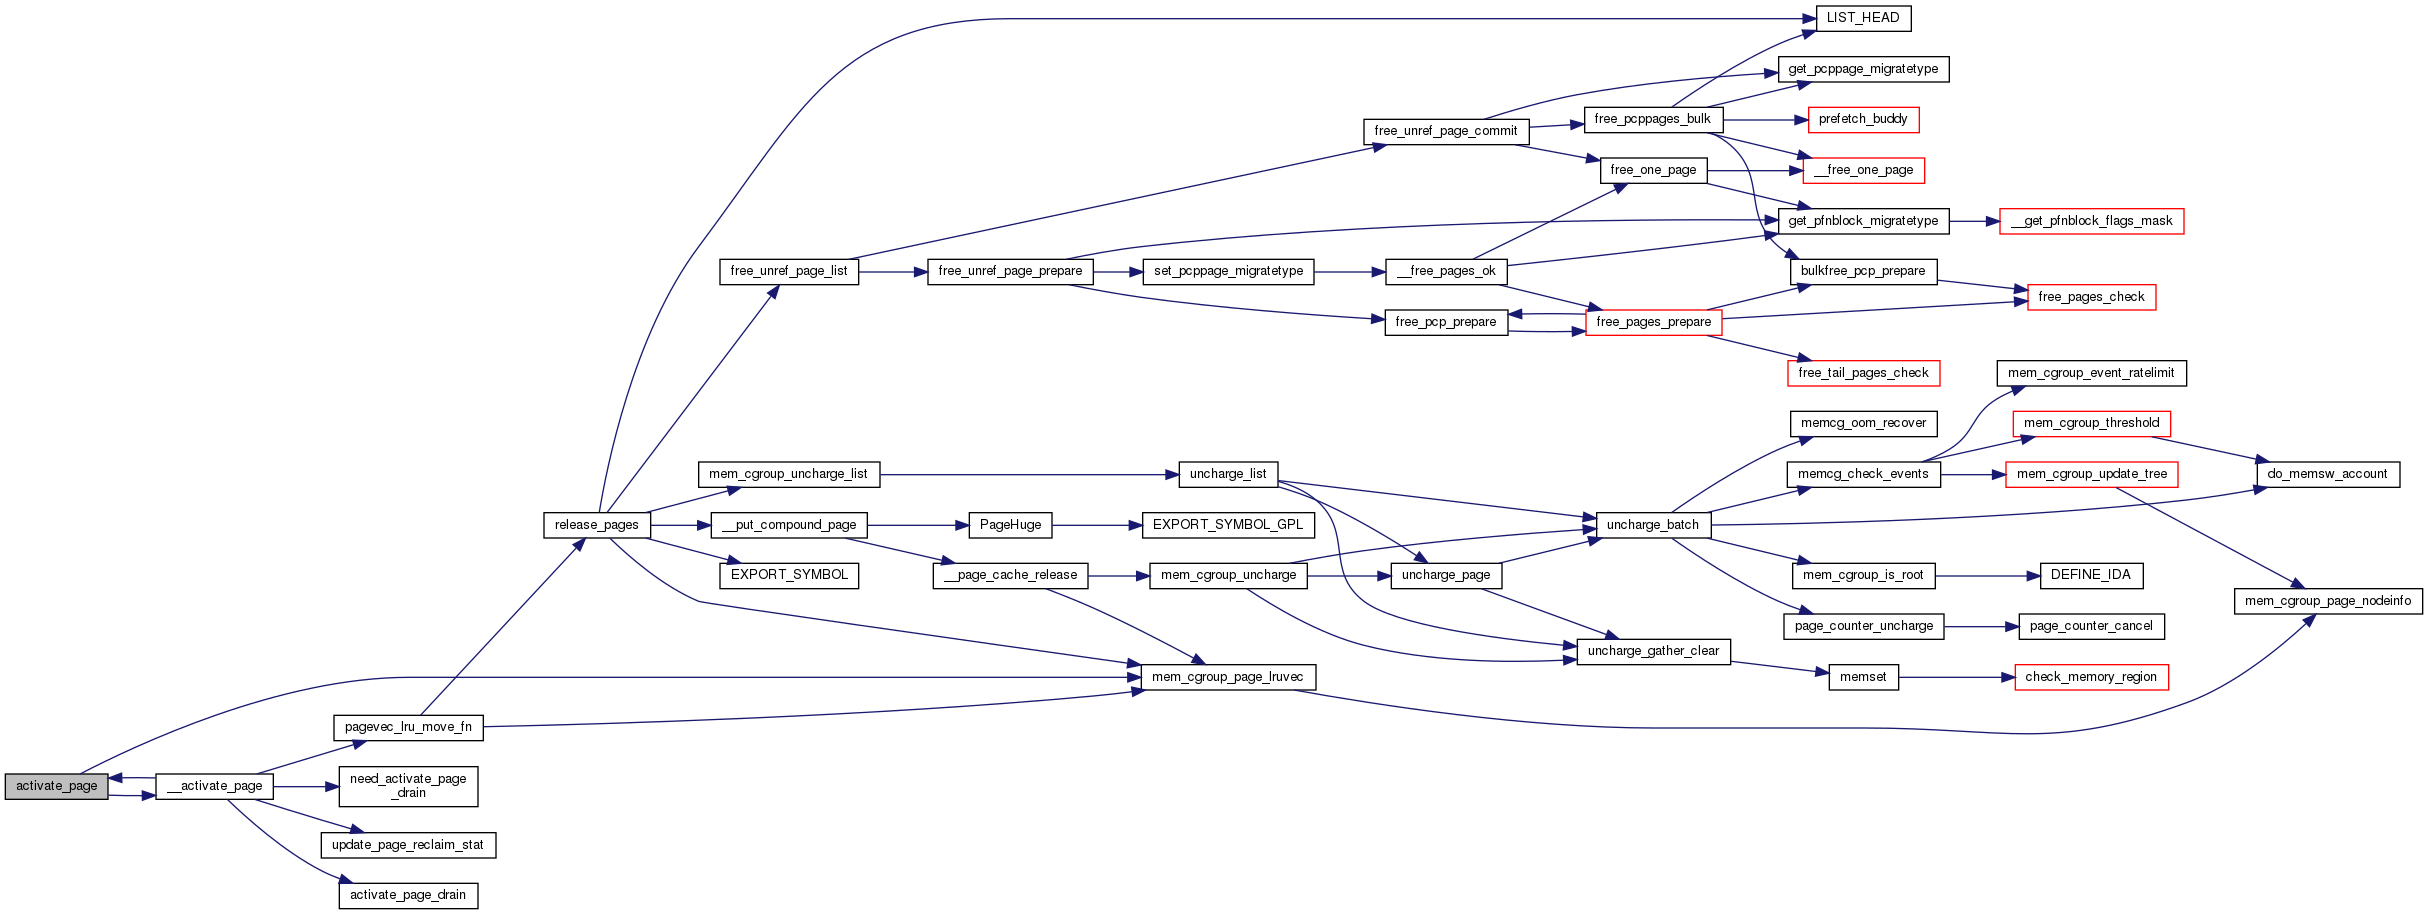 LIST_HEAD
get_pcppage_migratetype
free_pcppages_bulk
prefetch_buddy
free_unref_page_commit
free_one_page
__free_one_page
get_pfnblock_migratetype
__get_pfnblock_flags_mask
free_unref_page_list
free_unref_page_prepare
set_pcppage_migratetype
__free_pages_ok
bulkfree_pcp_prepare
free_pages_check
free_pcp_prepare
free_pages_prepare
free_tail_pages_check
mem_cgroup_event_ratelimit
memcg_oom_recover
mem_cgroup_threshold
mem_cgroup_uncharge_list
uncharge_list
memcg_check_events
mem_cgroup_update_tree
do_memsw_account
release_pages
__put_compound_page
PageHuge
EXPORT_SYMBOL_GPL
uncharge_batch
EXPORT_SYMBOL
__page_cache_release
mem_cgroup_uncharge
uncharge_page
mem_cgroup_is_root
DEFINE_IDA
mem_cgroup_page_nodeinfo
page_counter_uncharge
page_counter_cancel
uncharge_gather_clear
mem_cgroup_page_lruvec
memset
check_memory_region
pagevec_lru_move_fn
activate_page
__activate_page
need_activate_page
_drain
update_page_reclaim_stat
activate_page_drain